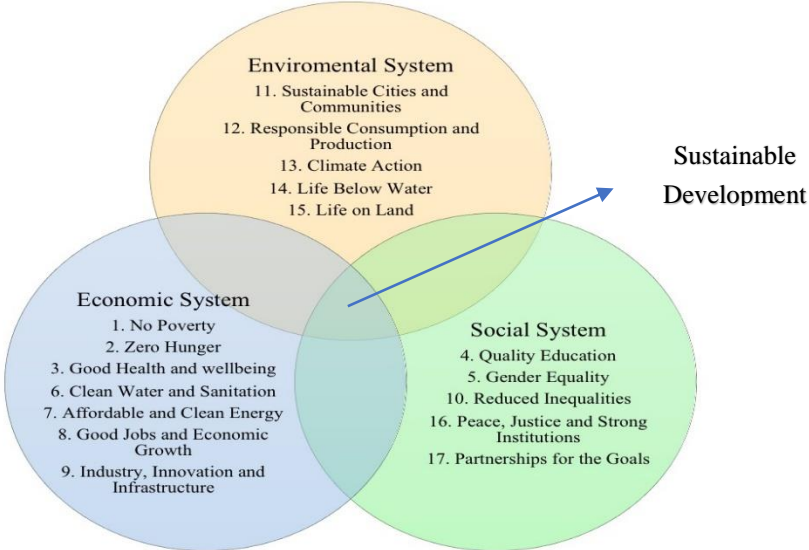 Enviromental System
11. Sustainable Cities and
Communities
12. Responsible Consumption and
Production
13. Climate Action
14. Life Below Water
15. Life on Land
Sustainable
Development
Economic System
1. No Poverty
2. Zero Hunger
3. Good Health and wellbeing
6. Clean Water and Sanitation
7. Affordable and Clean Energy
8. Good Jobs and Economic
Growth
9. Industry, Innovation and
Infrastructure
Social System
4. Quality Education
5. Gender Equality
10. Reduced Inequalities
16. Peace, Justice and Strong
Institutions
17. Partnerships for the Goals